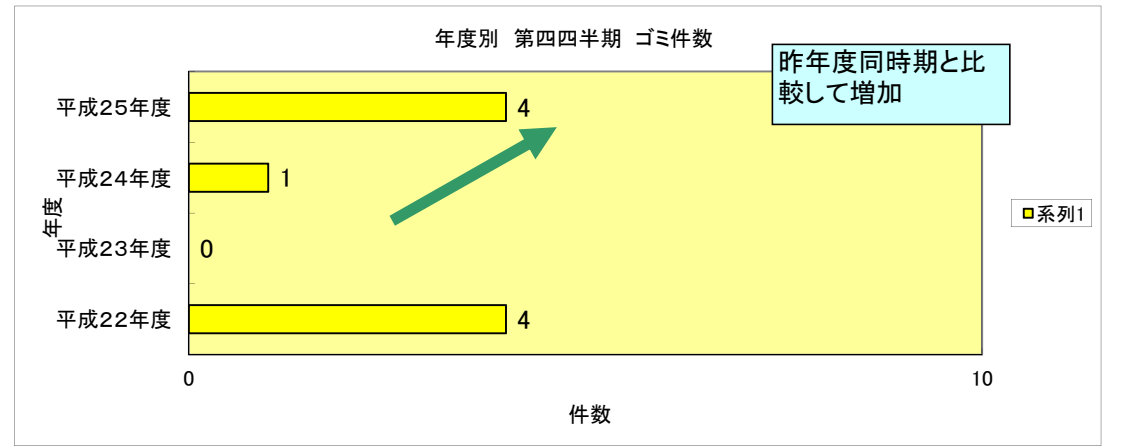 年度別 第四四半期 ゴミ件数
昨年度同時期と比
較して増加
平成25年度
4
平成24年度
1
年度
平成23年度
0
平成22年度
4
系列1
0
10
件数